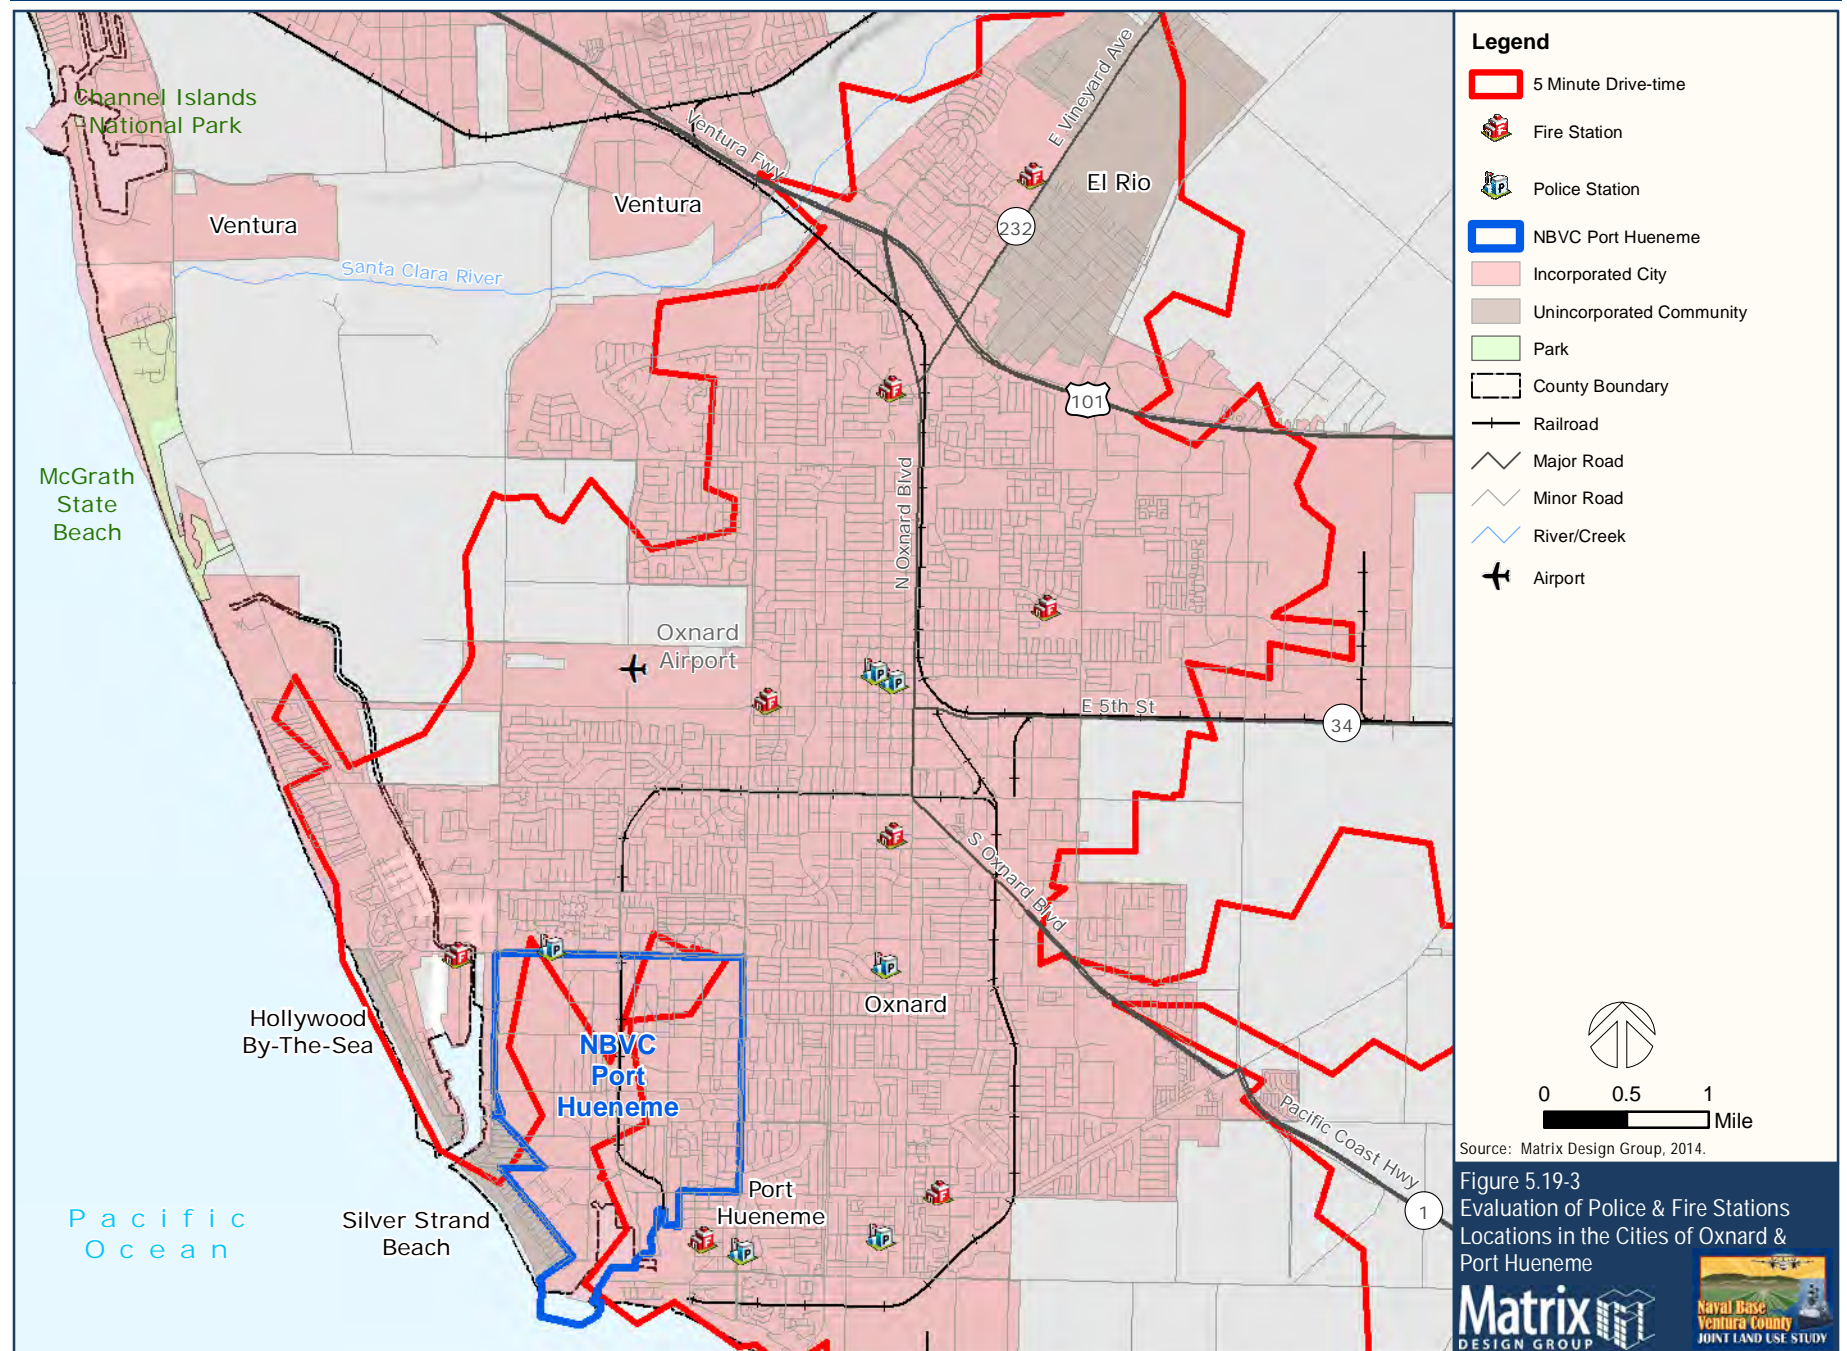 Channel Islands
National Park
Ventura Fwy
E Vineyard Ave
El Rio
Ventura
Ventura
232
Santa Clara River
101
McGrath
State
Beach
N Oxnard Blvd
Oxnard
Airport
E 5th St
34
S Oxnard Blvd
Oxnard
Hollywood
By-The-Sea
NBVC
Port
Hueneme
Pacific Coast Hwy
1
Port
Hueneme
Silver Strand
Beach
Pacific
Ocean
Legend
5 Minute Drive-time
F Fire Station
P Police Station
NBVC Port Hueneme
Incorporated City
Unincorporated Community
Park
County Boundary
Railroad
Major Road
Minor Road
River/Creek
Airport
0 0.5 1
Mile
Source: Matrix Design Group, 2014.
Figure 5.19-3
Evaluation of Police & Fire Stations
Locations in the Cities of Oxnard &
Port Hueneme
Matrix
DESIGN GROUP
Naval Base
Ventura County
JOINT LAND USE STUDY